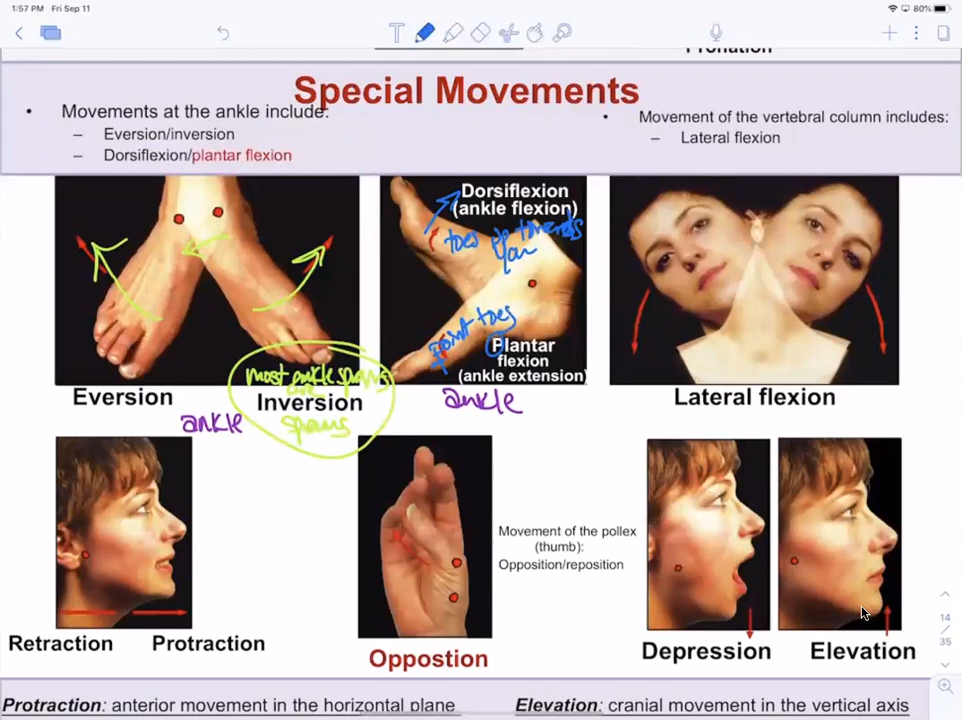 1:57 PM Fri Sep 11
80%
T
Pronation
Special Movements
• Movements at the ankle include:
– Eversion/inversion
– Dorsiflexion/plantar flexion
• Movement of the vertebral column includes:
– Lateral flexion
Dorsiflexion
(ankle flexion)
toes up towards
you
point toes
Plantar
flexion
(ankle extension)
most ankle sprains
are
sprains
Eversion
Inversion
ankle
ankle
Lateral flexion
Movement of the pollex
(thumb):
Opposition/reposition
14
/
35
Retraction
Protraction
Oppostion
Depression
Elevation
Protraction: anterior movement in the horizontal plane
Elevation: cranial movement in the vertical axis